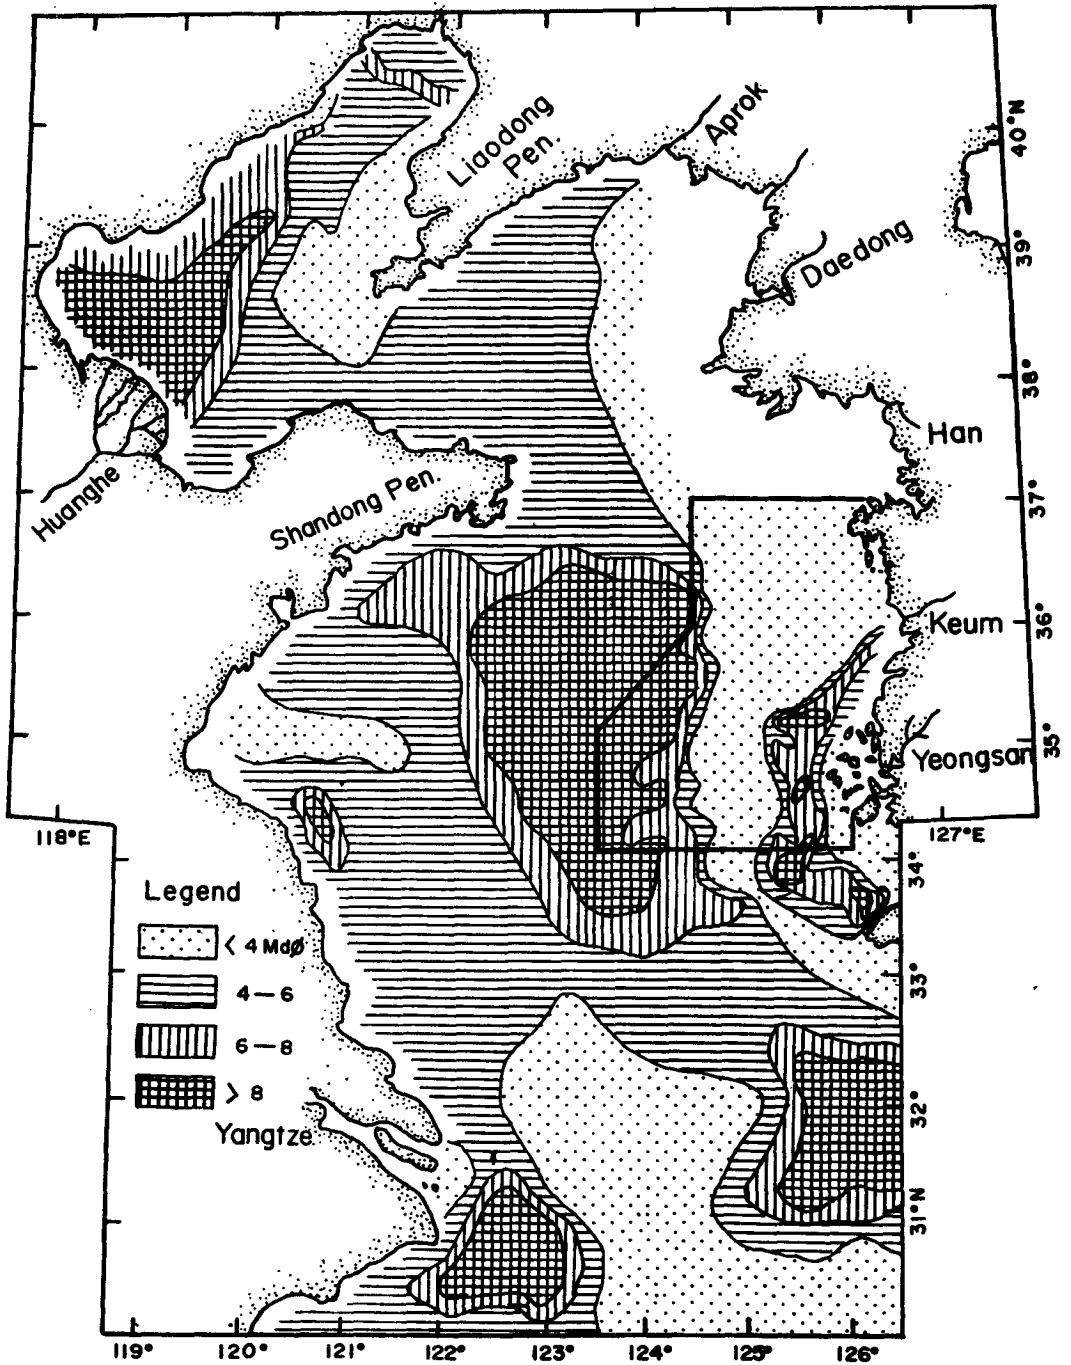 Liaodong
Pen.
Aprok
40°N
39°
Daedong
38°
Han
Huanghe
Shandong Pen.
37°
Keum
36°
Yeongsan
35°
118°E
127°E
34°
Legend
< 4 Mdø
4 – 6
6 – 8
> 8
33°
32°
Yangtze
31°N
119°
120°
121°
122°
123°
124°
125°
126°